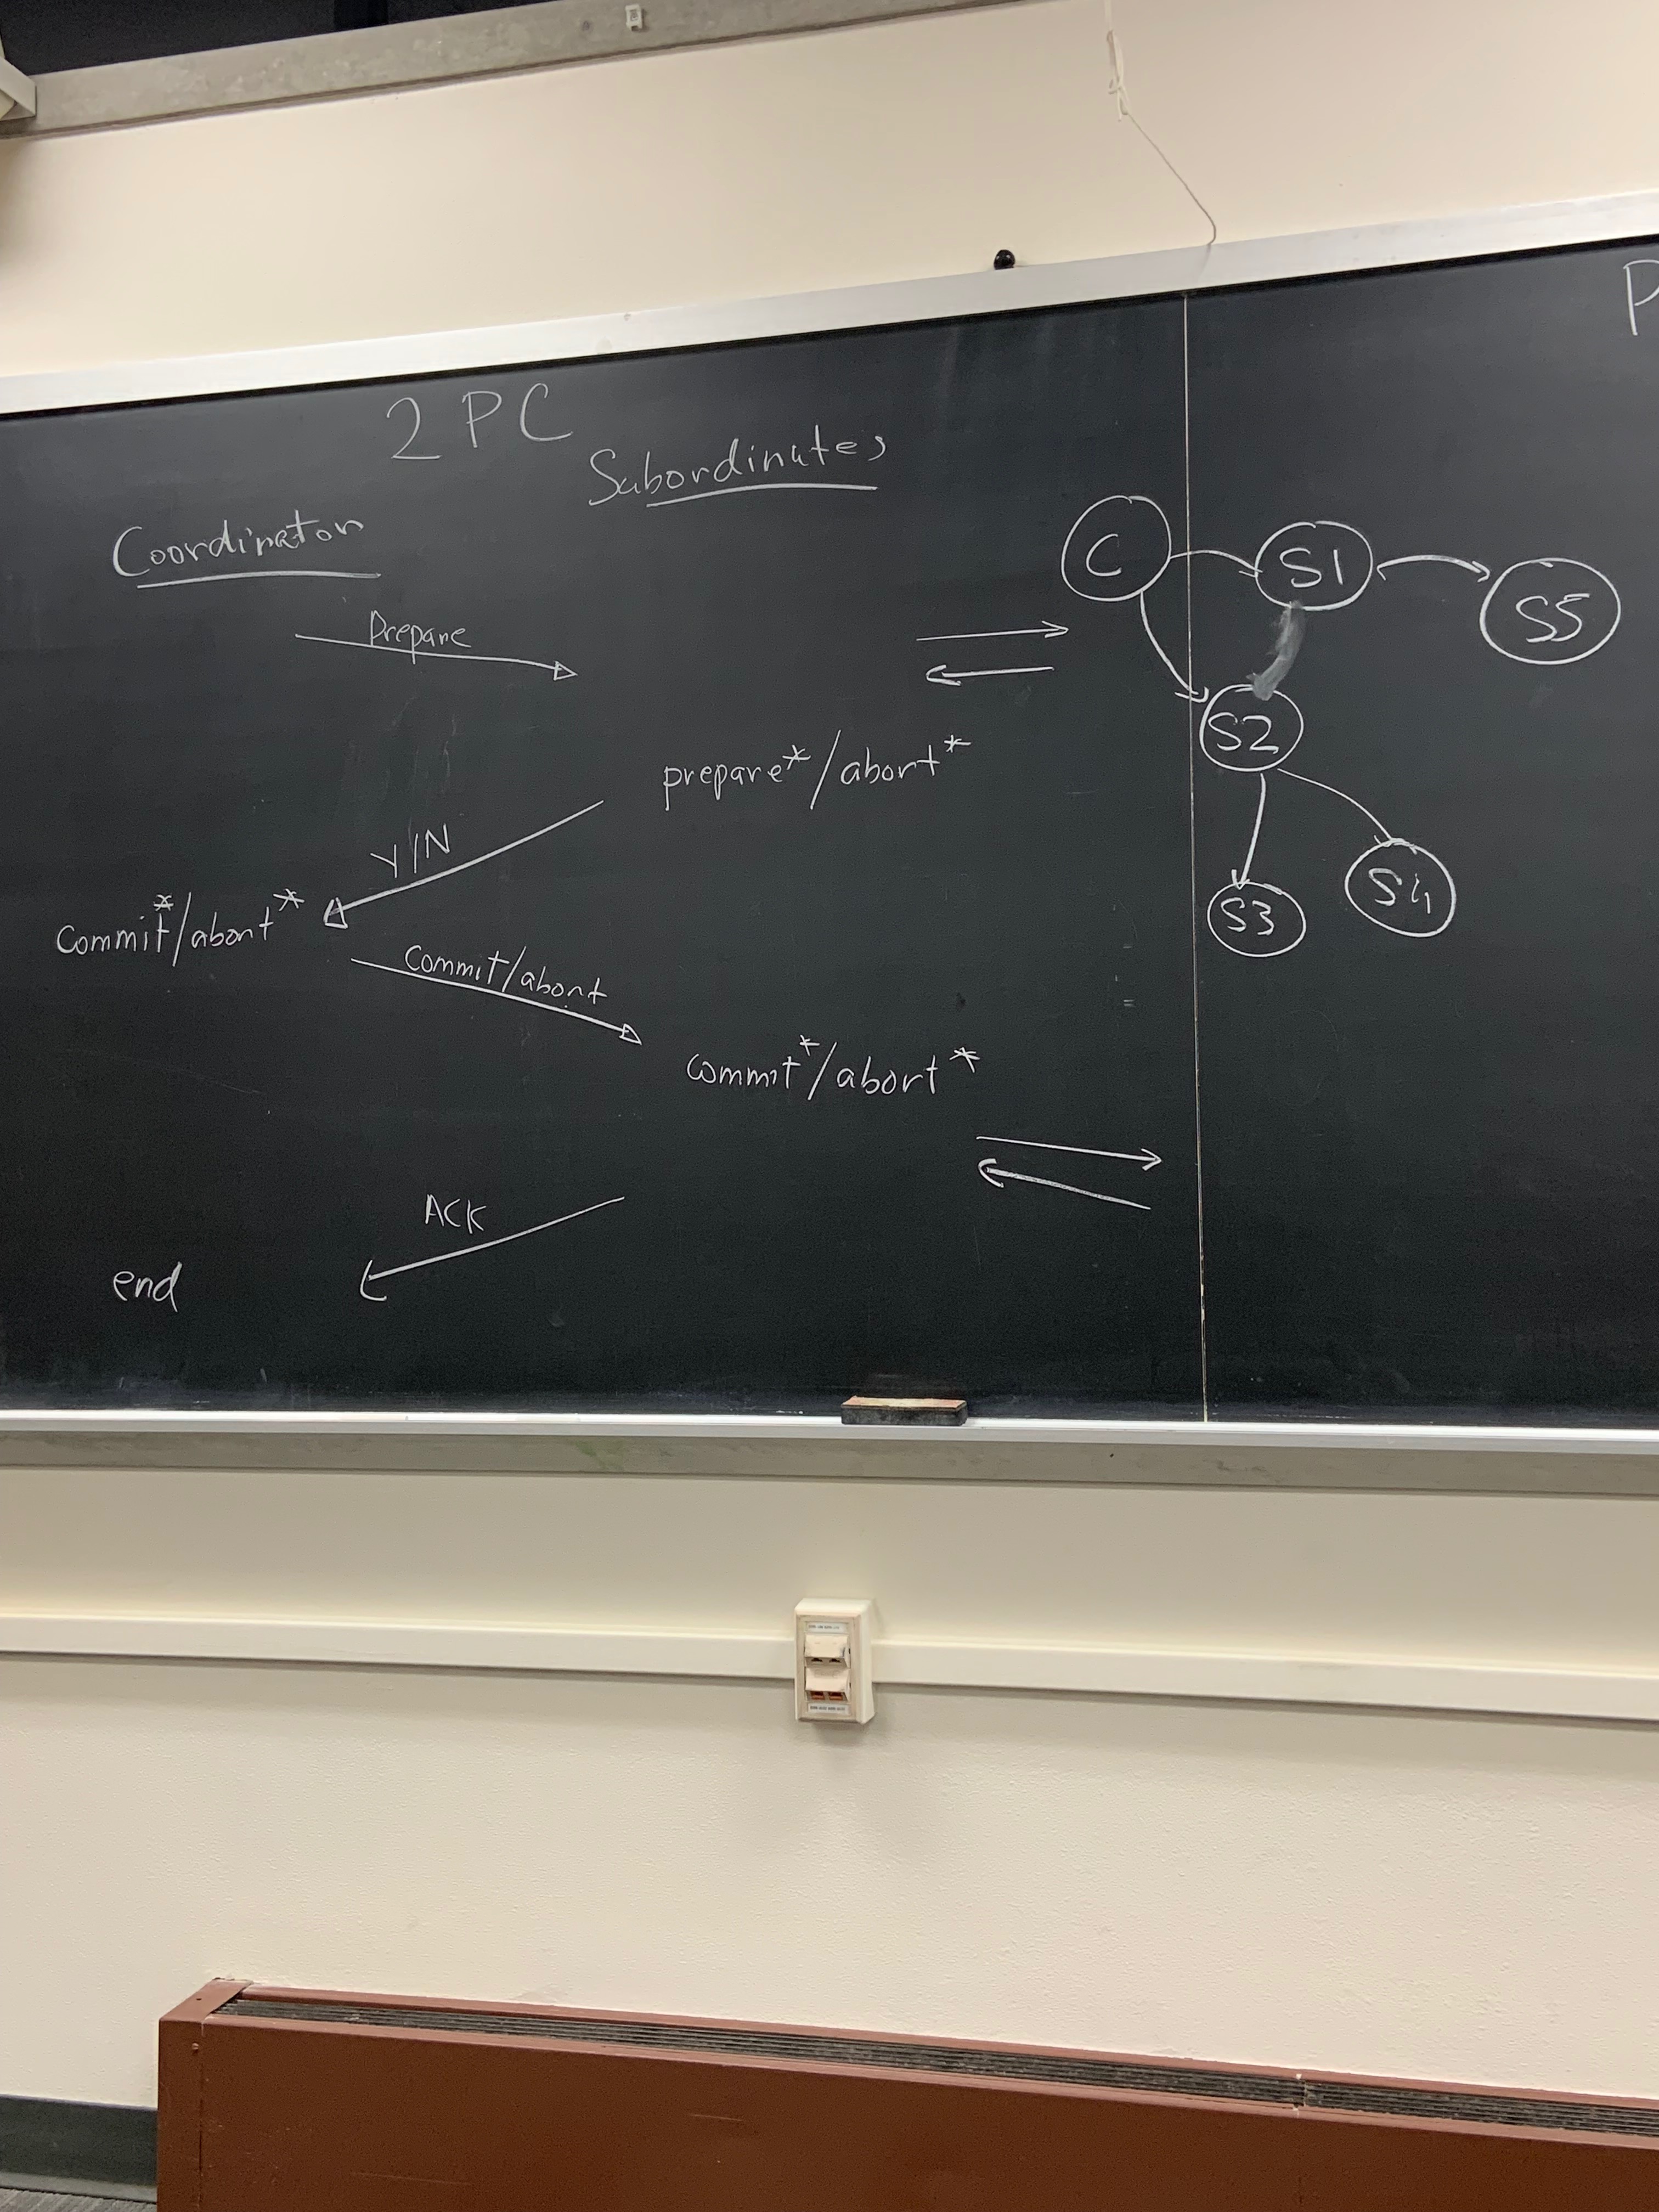 2PC
Coordinator
Subordinates
Prepare
prepare*/abort*
Y/N
Commit*/abort*
Commit/abort
commit*/abort*
ACK
end
C
S1
S5
S2
S3
S4
P